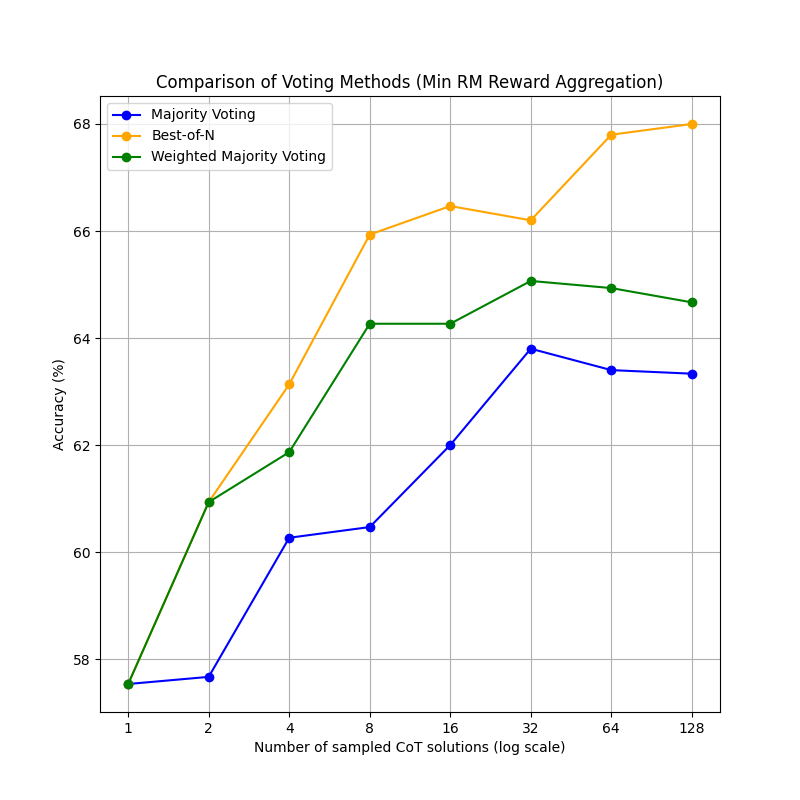 Comparison of Voting Methods (Min RM Reward Aggregation)
Majority Voting
Best-of-N
Weighted Majority Voting
68
66
64
62
60
58
Accuracy (%)
1 2 4 8 16 32 64 128
Number of sampled CoT solutions (log scale)